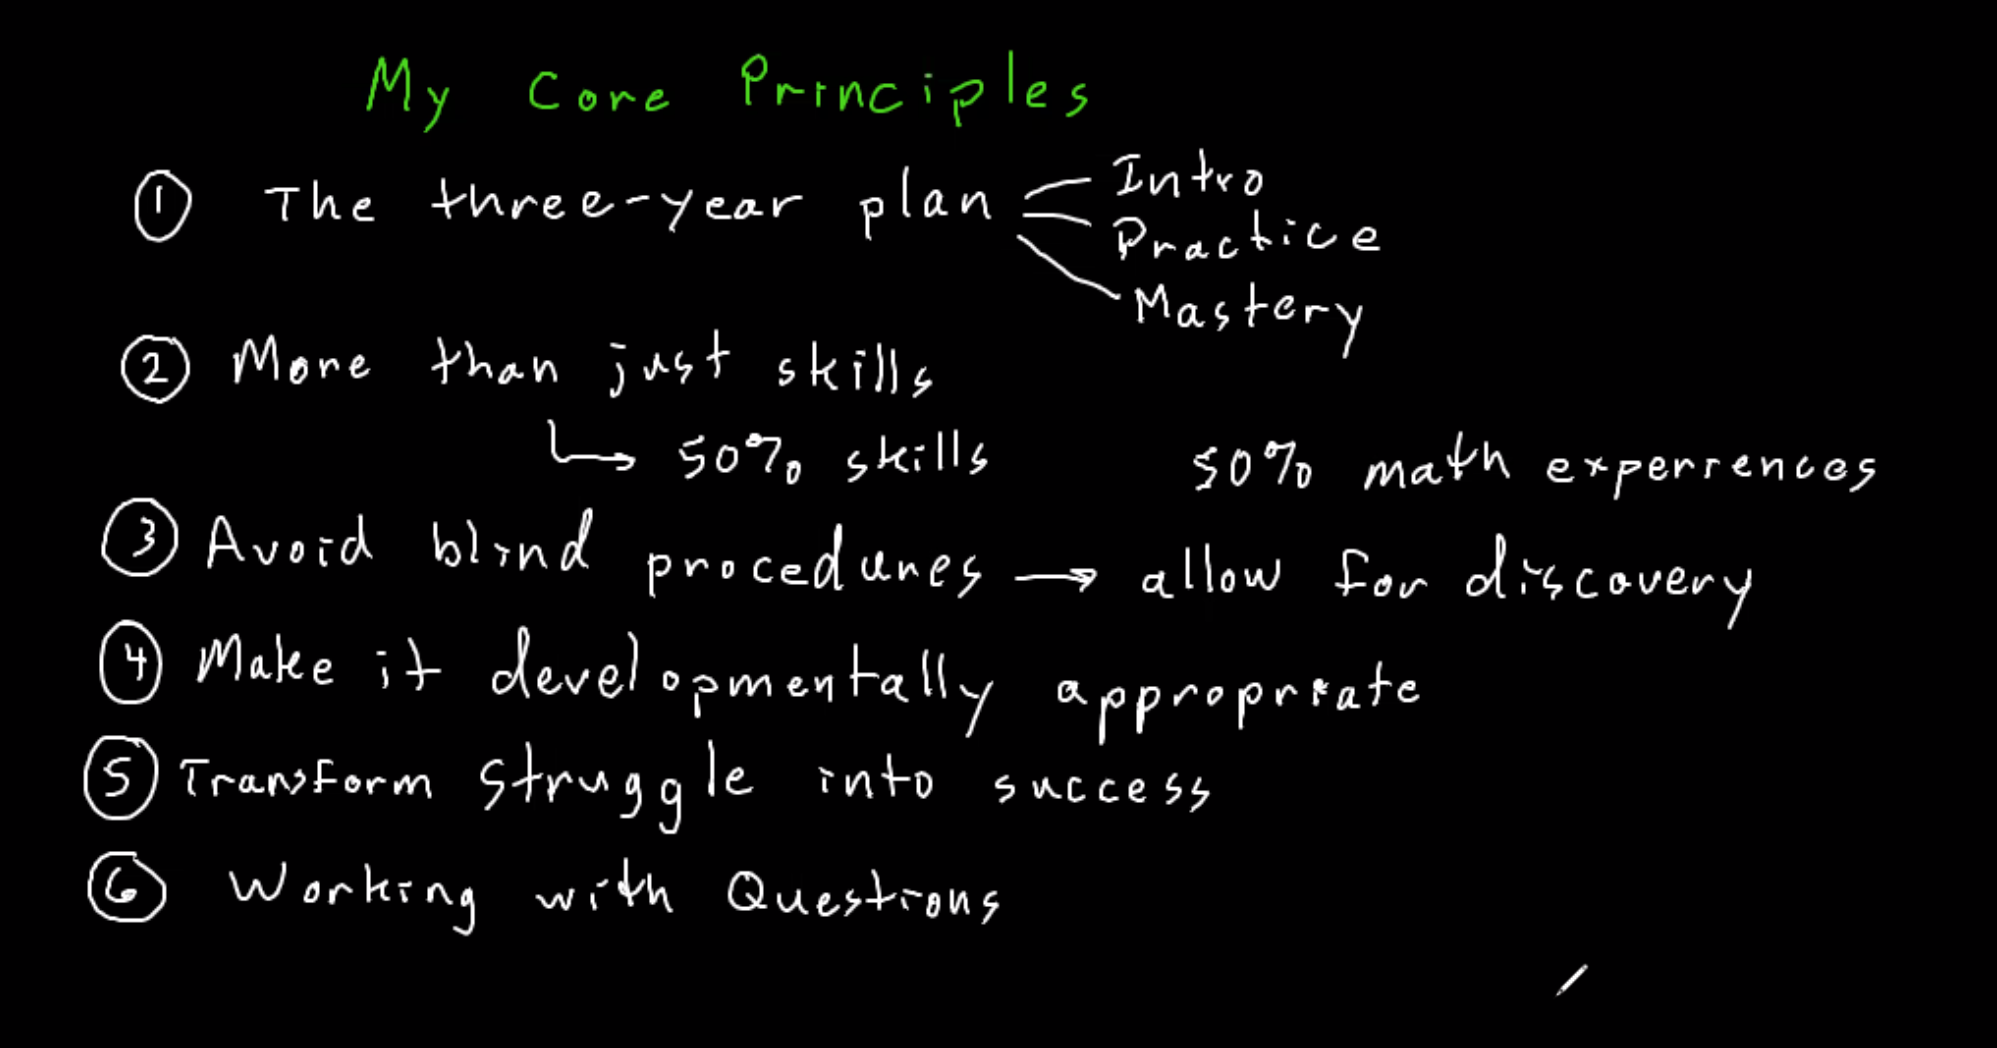 My Core Principles
① The three-year plan
Intro
Practice
Mastery
② More than just skills
→ 50% skills 50% math experiences
③ Avoid blind procedures → allow for discovery
④ Make it developmentally appropriate
⑤ Transform struggle into success
⑥ Working with Questions